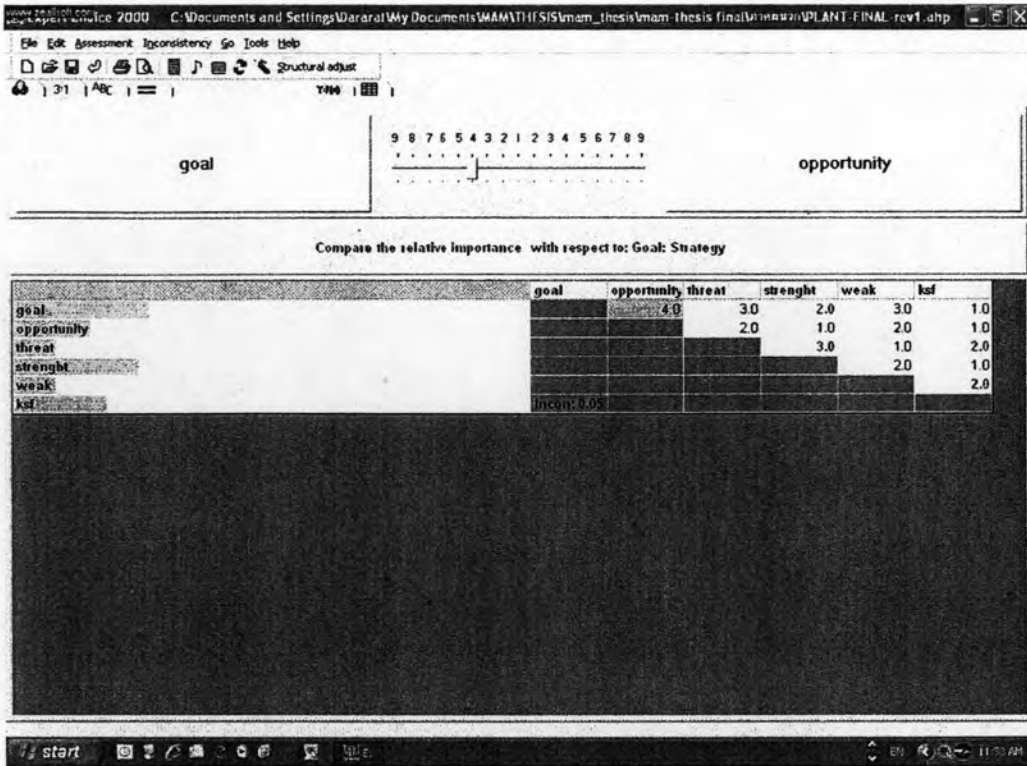 Expert Choice 2000 C:\Documents and Settings\Dararat\My Documents\MAM\THESIS\mam_thesis\mam-thesis final\PLANT-FINAL-rev1.ahp
File Edit Assessment Inconsistency Go Tools Help
Structural adjust
3:1 ABC
goal
9 8 7 6 5 4 3 2 1 2 3 4 5 6 7 8 9
opportunity
Compare the relative importance with respect to: Goal: Strategy
goal opportunity threat strenght weak ksf
goal 4.0 3.0 2.0 3.0 1.0
opportunity 2.0 1.0 2.0 1.0
threat 3.0 1.0 2.0
strenght 2.0 1.0
weak 2.0
ksf Incon: 0.05
start EN 11:50 AM